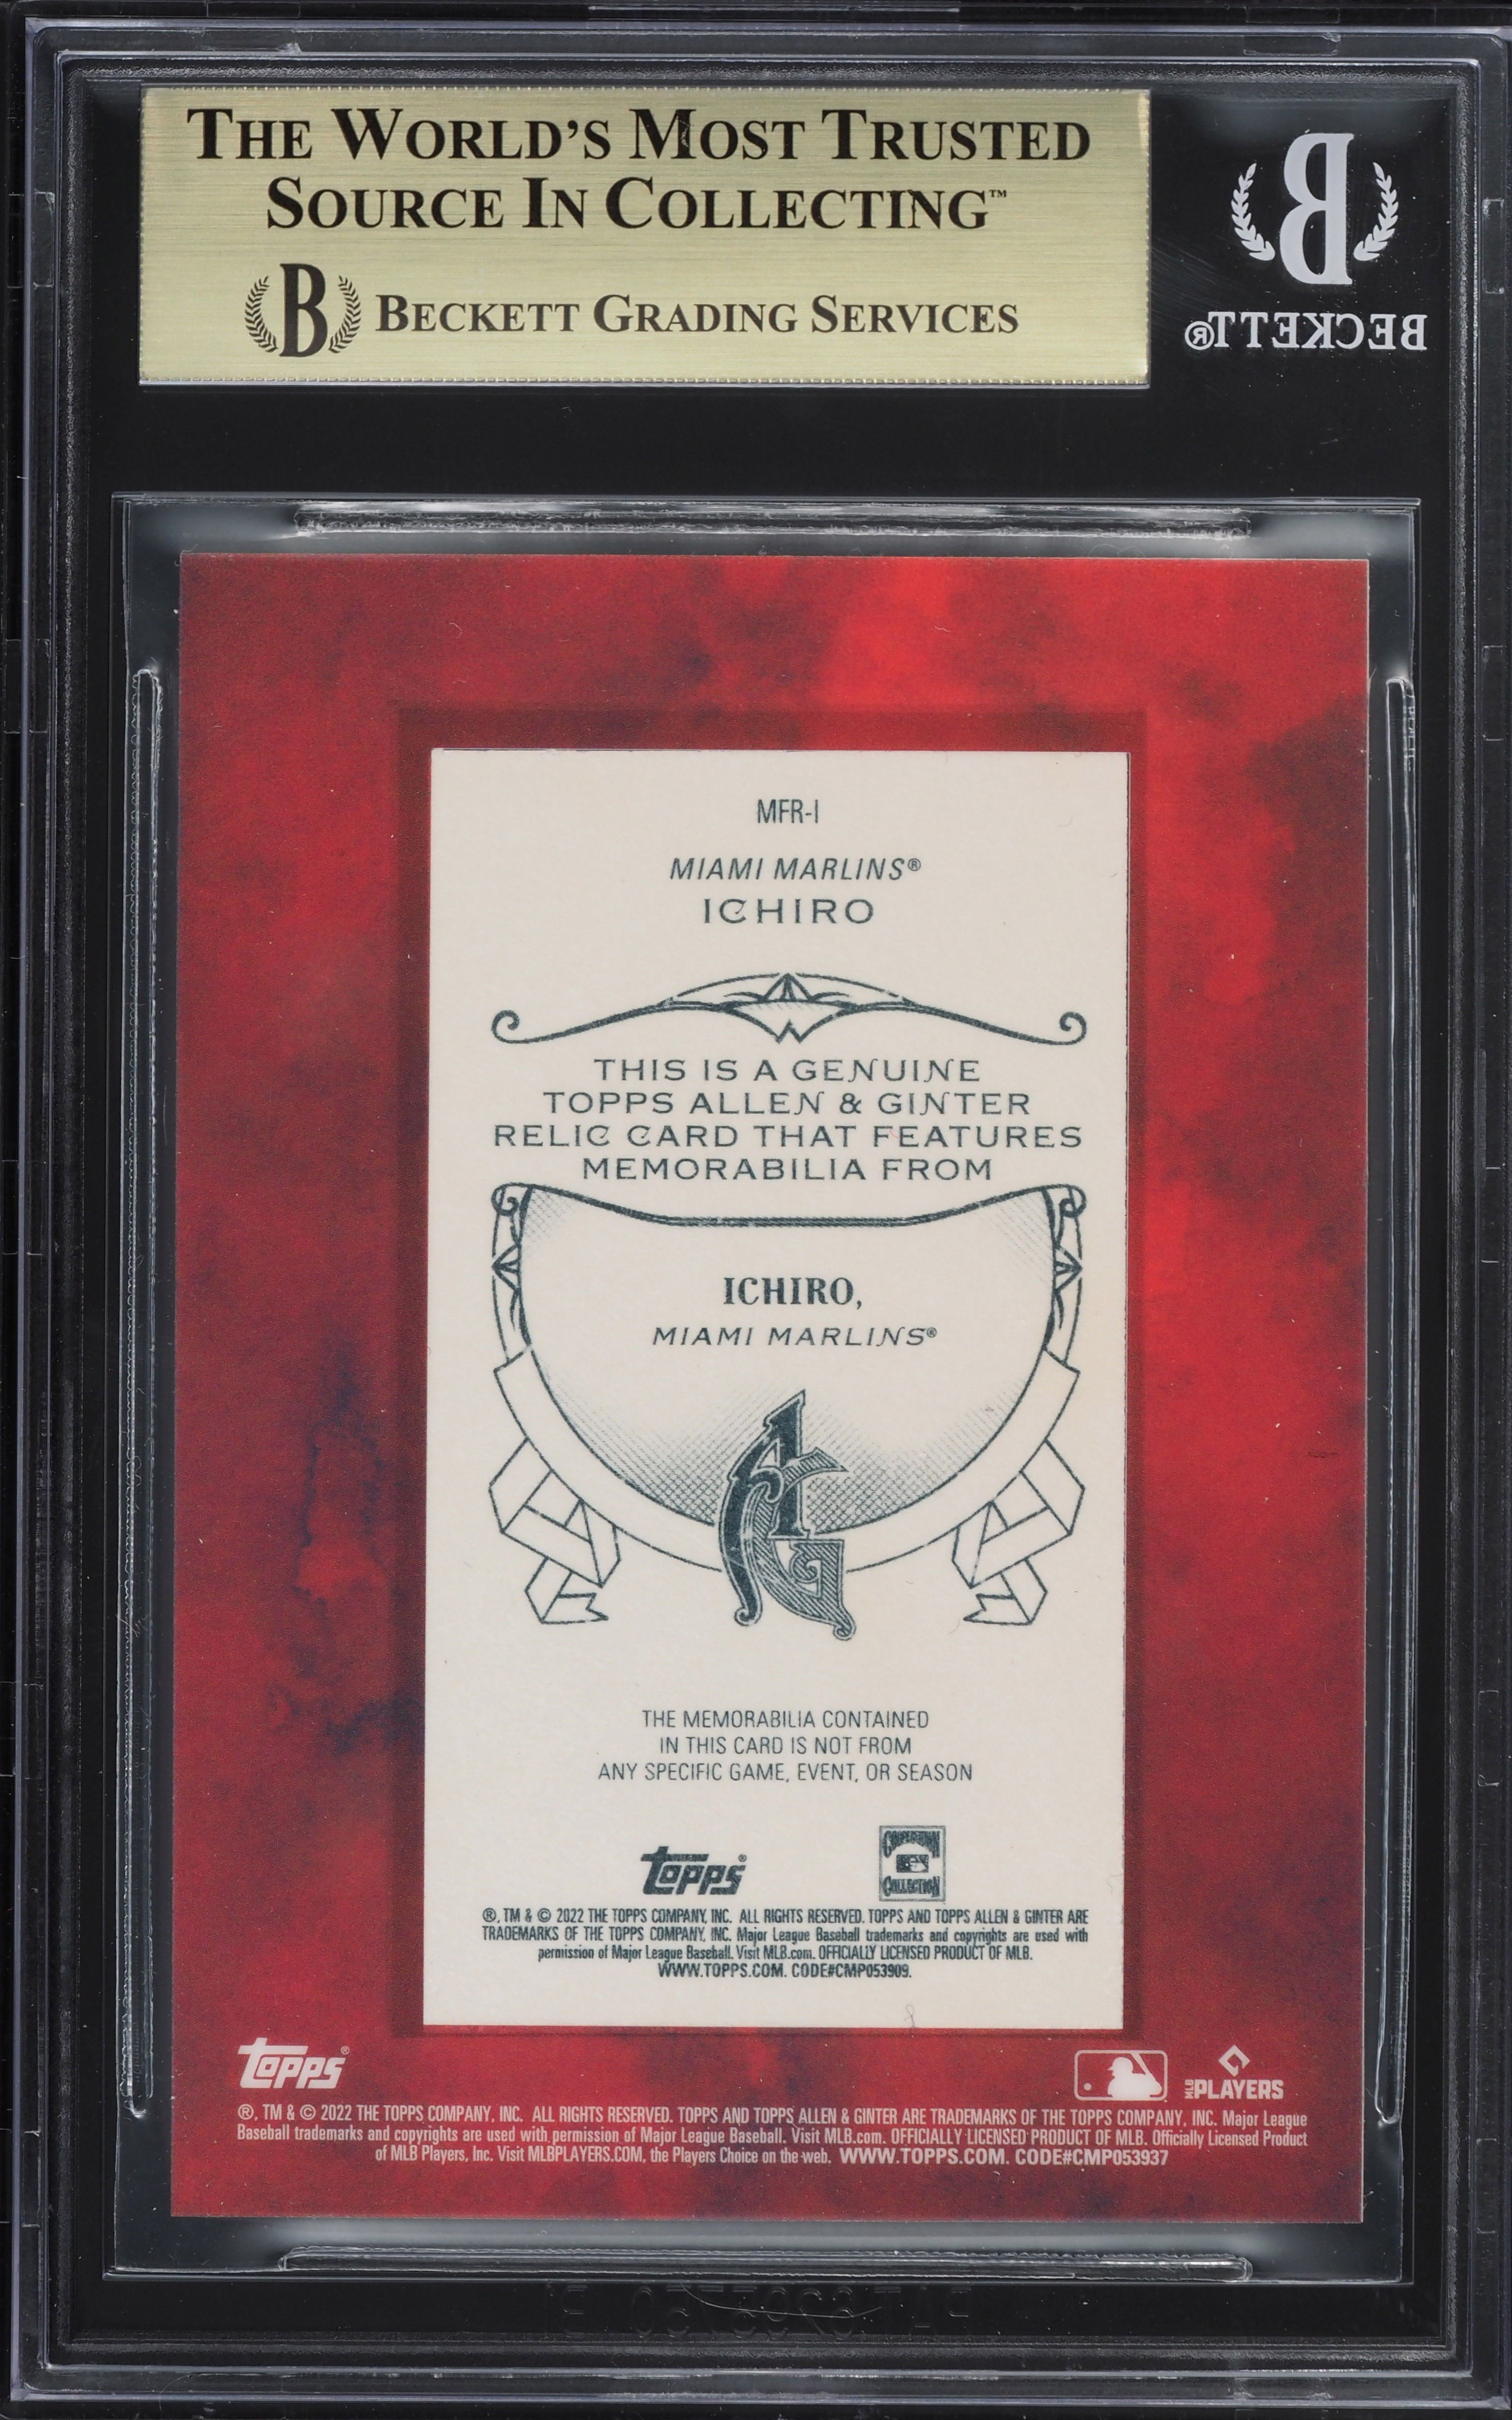 THE WORLD'S MOST TRUSTED
SOURCE IN COLLECTING™
B BECKETT GRADING SERVICES
B
BECKETT®
MFR-I
MIAMI MARLINS®
ICHIRO
THIS IS A GENUINE
TOPPS ALLEN & GINTER
RELIC CARD THAT FEATURES
MEMORABILIA FROM
ICHIRO,
MIAMI MARLINS®
AG
THE MEMORABILIA CONTAINED
IN THIS CARD IS NOT FROM
ANY SPECIFIC GAME, EVENT, OR SEASON
Topps®
COOPERSTOWN
COLLECTION
®, TM & © 2022 THE TOPPS COMPANY, INC. ALL RIGHTS RESERVED. TOPPS AND TOPPS ALLEN & GINTER ARE
TRADEMARKS OF THE TOPPS COMPANY, INC. Major League Baseball trademarks and copyrights are used with
permission of Major League Baseball. Visit MLB.com. OFFICIALLY LICENSED PRODUCT OF MLB.
WWW.TOPPS.COM. CODE#CMP053909.
Topps®
MLB PLAYERS
®, TM & © 2022 THE TOPPS COMPANY, INC. ALL RIGHTS RESERVED. TOPPS AND TOPPS ALLEN & GINTER ARE TRADEMARKS OF THE TOPPS COMPANY, INC. Major League
Baseball trademarks and copyrights are used with permission of Major League Baseball. Visit MLB.com. OFFICIALLY LICENSED PRODUCT OF MLB. Officially Licensed Product
of MLB Players, Inc. Visit MLBPLAYERS.COM, the Players Choice on the web. WWW.TOPPS.COM. CODE#CMP053937